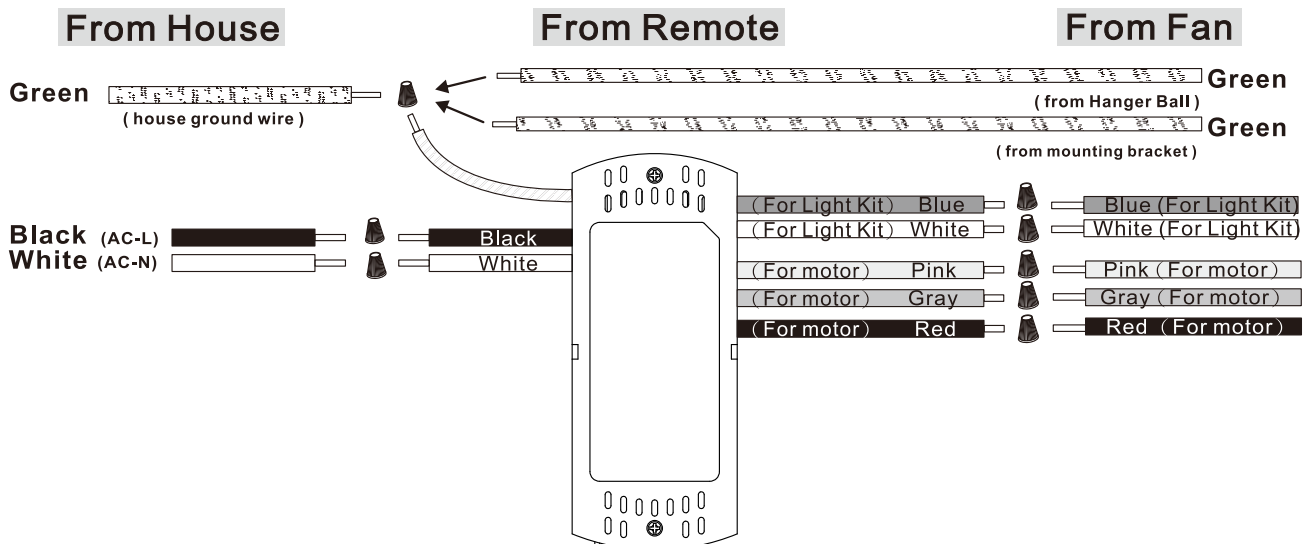 From House From Remote From Fan
Green Green
( house ground wire ) ( from Hanger Ball )
Green
( from mounting bracket )
(For Light Kit) Blue Blue (For Light Kit)
(For Light Kit) White White (For Light Kit)
Black (AC-L) Black
White (AC-N) White
(For motor) Pink Pink (For motor)
(For motor) Gray Gray (For motor)
(For motor) Red Red (For motor)